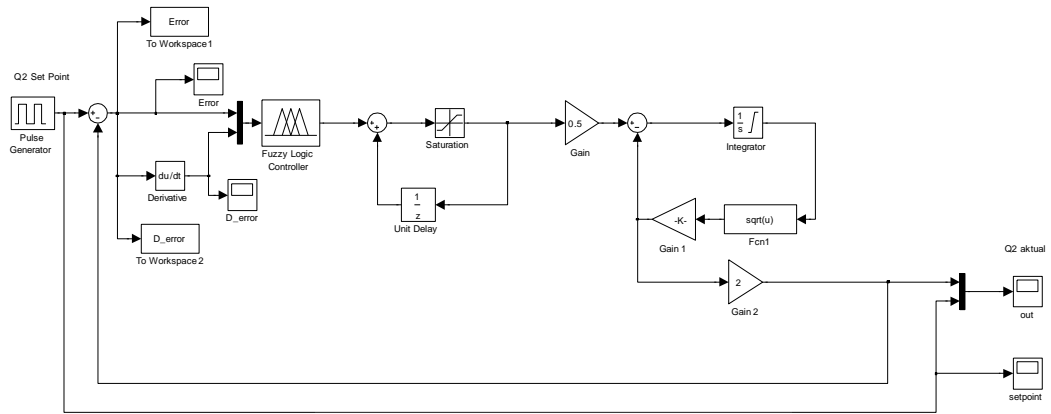 Error
To Workspace1
Q2 Set Point
+
−
Pulse
Generator
Error
Fuzzy Logic
Controller
+
+
Saturation
0.5
Gain
+
−
1
s
Integrator
du/dt
Derivative
D_error
1
z
Unit Delay
-K-
Gain 1
sqrt(u)
Fcn1
D_error
To Workspace 2
2
Gain 2
Q2 aktual
out
setpoint